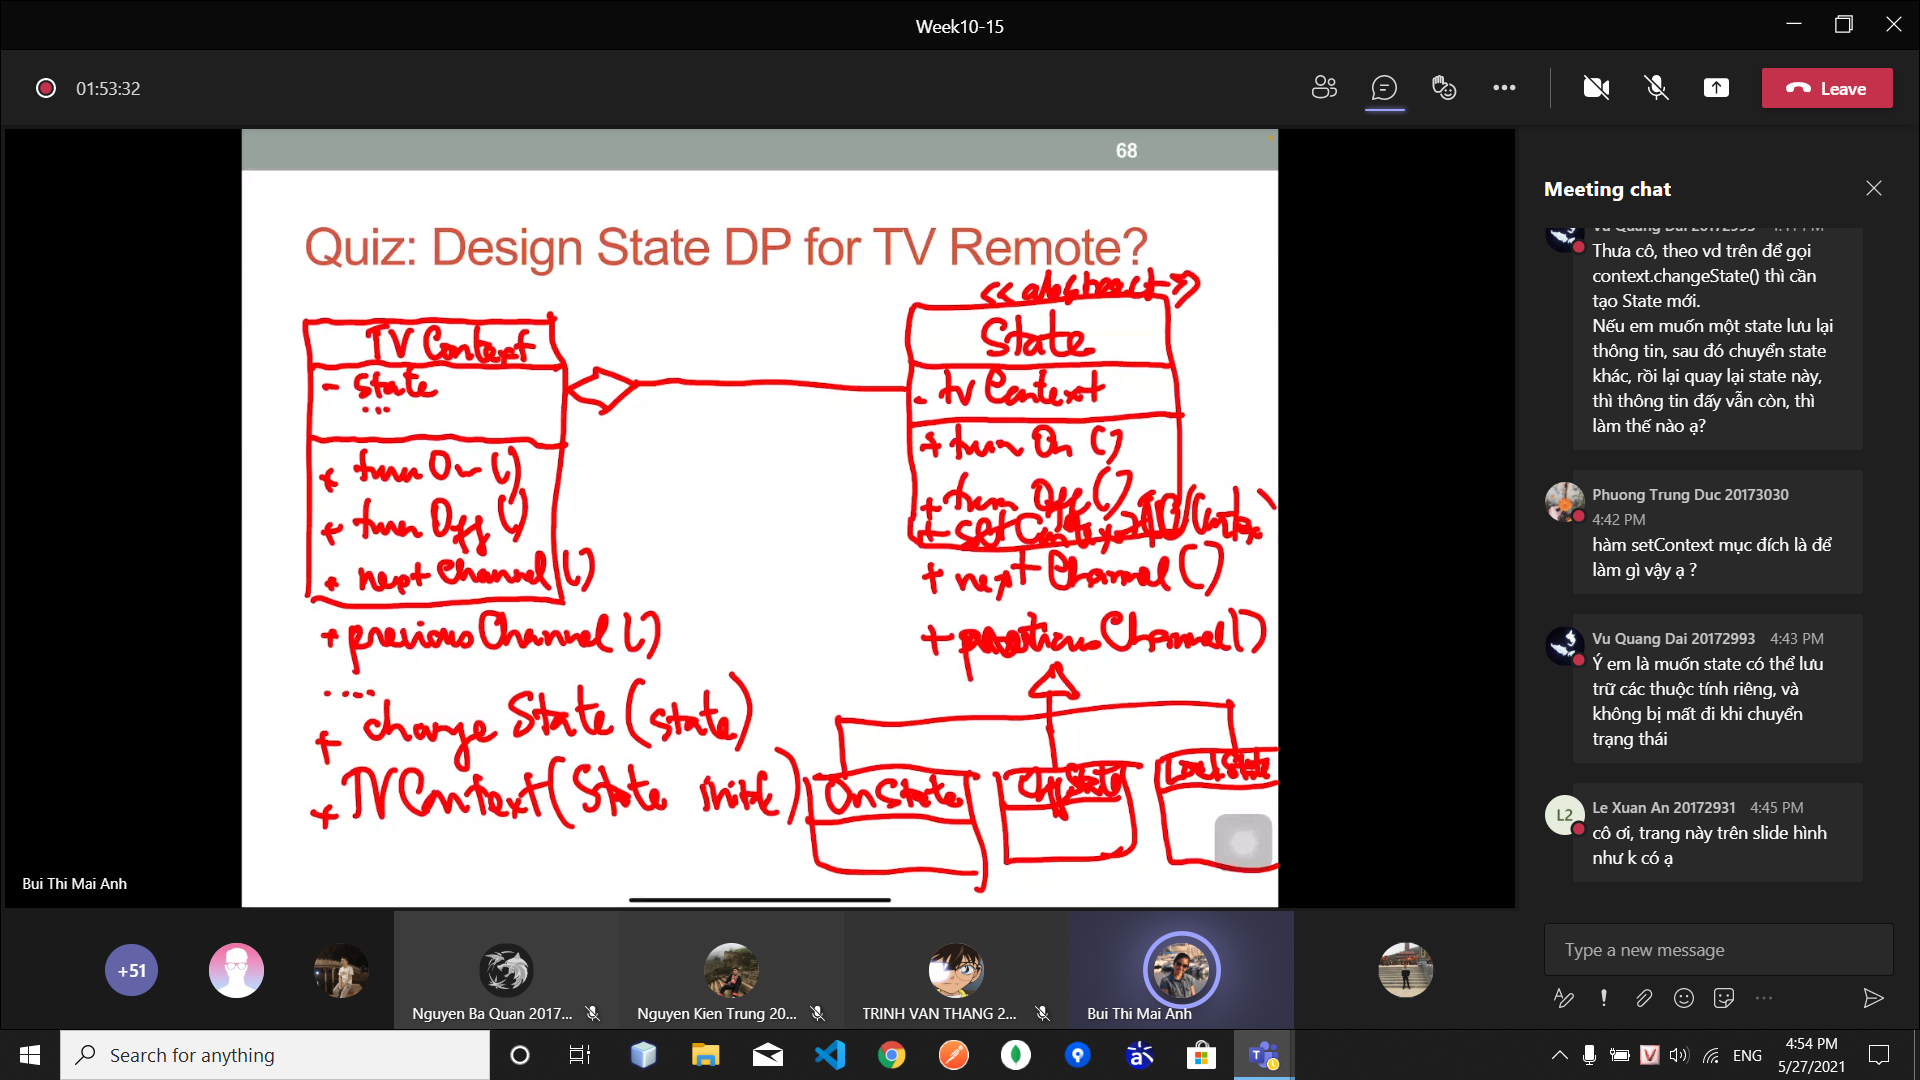 Week10-15
01:53:32
Leave
68
Quiz: Design State DP for TV Remote?
<<abstract>>
TV Context
- state
...
+ turn On ()
+ turn Off ()
+ next Channel ()
+ previous Channel ()
....
+ change State (state)
+ TVContext (State
State
- tv Context
+ turn On ()
+ turn Off ()
+ next Channel ()
Channel()
OnState
Bui Thi Mai Anh
Meeting chat
Thưa cô, theo vd trên để gọi
context.changeState() thì cần
tạo State mới.
Nếu em muốn một state lưu lại
thông tin, sau đó chuyển state
khác, rồi lại quay lại state này,
thì thông tin đấy vẫn còn, thì
làm thế nào ạ?
Phuong Trung Duc 20173030
4:42 PM
hàm setContext mục đích là để
làm gì vậy ạ ?
Vu Quang Dai 20172993 4:43 PM
Ý em là muốn state có thể lưu
trữ các thuộc tính riêng, và
không bị mất đi khi chuyển
trạng thái
L2
Le Xuan An 20172931 4:45 PM
cô ơi, trang này trên slide hình
như k có ạ
Type a new message
+51
Nguyen Ba Quan 2017...
Nguyen Kien Trung 20...
TRINH VAN THANG 2...
Bui Thi Mai Anh
Search for anything
ENG
4:54 PM
5/27/2021